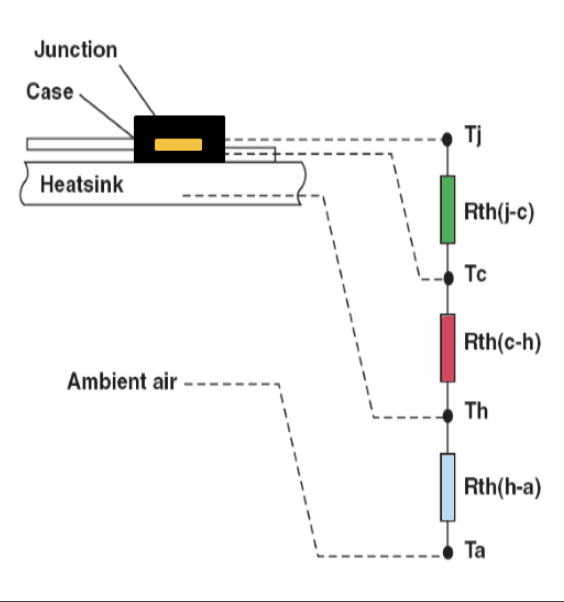 Junction
Case
Tj
Heatsink
Rth(j-c)
Tc
Rth(c-h)
Ambient air
Th
Rth(h-a)
Ta